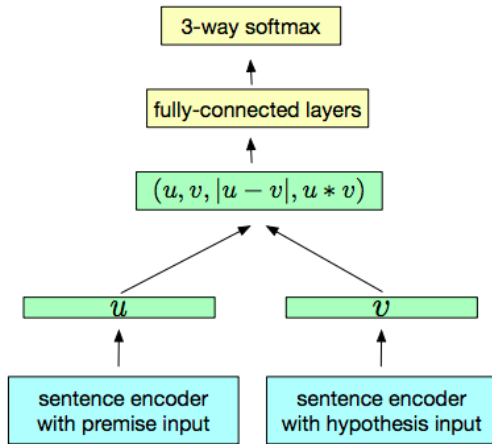 3-way softmax
fully-connected layers
(u, v, |u − v|, u ∗ v)
u
v
sentence encoder
with premise input
sentence encoder
with hypothesis input